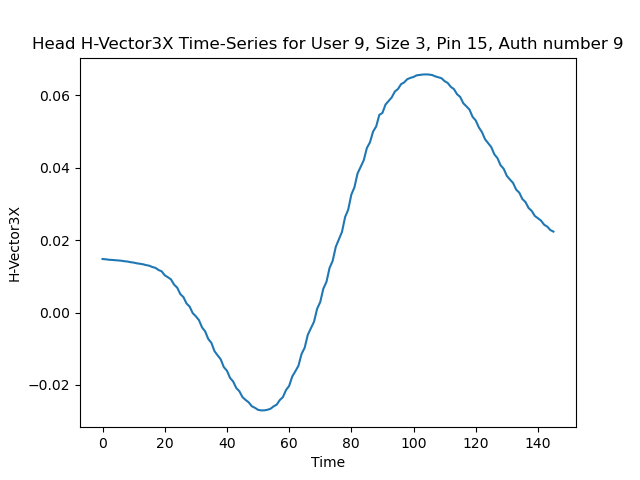 Head H-Vector3X Time-Series for User 9, Size 3, Pin 15, Auth number 9
H-Vector3X
0.06
0.04
0.02
0.00
−0.02
0 20 40 60 80 100 120 140
Time